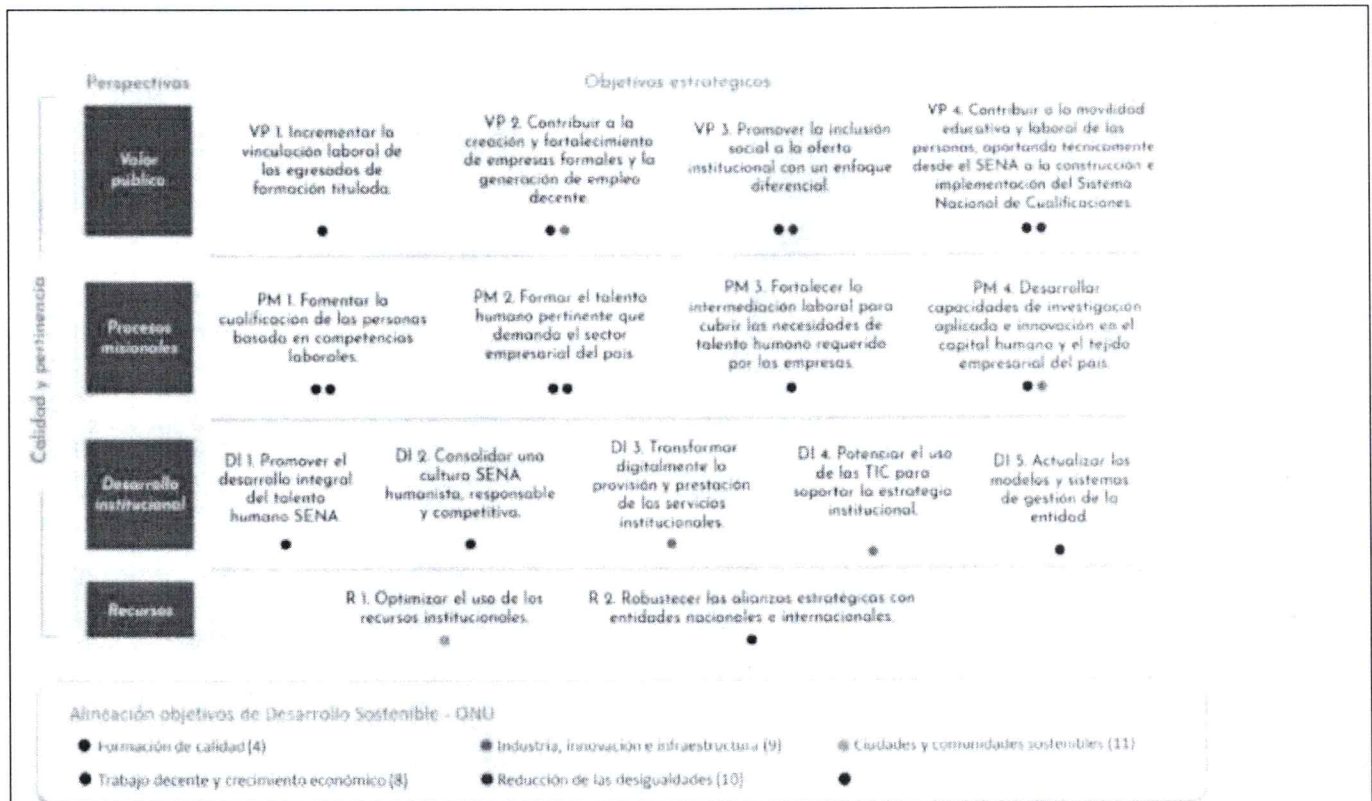 Perspectivas
Objetivos estratégicos
Calidad y pertinencia
Valor
público
VP 1. Incrementar la
vinculación laboral de
los egresados de
formación titulada.
VP 2. Contribuir a la
creación y fortalecimiento
de empresas formales y la
generación de empleo
decente.
VP 3. Promover la inclusión
social a la oferta
institucional con un enfoque
diferencial.
VP 4. Contribuir a la movilidad
educativa y laboral de las
personas, aportando técnicamente
desde el SENA a la construcción e
implementación del Sistema
Nacional de Cualificaciones.
Procesos
misionales
PM 1. Fomentar la
cualificación de las personas
basada en competencias
laborales.
PM 2. Formar el talento
humano pertinente que
demanda el sector
empresarial del país
PM 3. Fortalecer la
intermediación laboral para
cubrir las necesidades de
talento humano requerido
por las empresas.
PM 4. Desarrollar
capacidades de investigación
aplicada e innovación en el
capital humano y el tejido
empresarial del país.
Desarrollo
institucional
DI 1. Promover el
desarrollo integral
del talento
humano SENA
DI 2. Consolidar una
cultura SENA
humanista, responsable
y competitiva.
DI 3. Transformar
digitalmente la
provisión y prestación
de los servicios
institucionales.
DI 4. Potenciar el uso
de las TIC para
soportar la estrategia
institucional.
DI 5. Actualizar los
modelos y sistemas
de gestión de la
entidad.
Recursos
R 1. Optimizar el uso de los
recursos institucionales.
R 2. Robustecer las alianzas estratégicas con
entidades nacionales e internacionales.
Alineación objetivos de Desarrollo Sostenible - ONU
Formación de calidad (4)
Industria, innovación e infraestructura (9)
Ciudades y comunidades sostenibles (11)
Trabajo decente y crecimiento económico (8)
Reducción de las desigualdades (10)